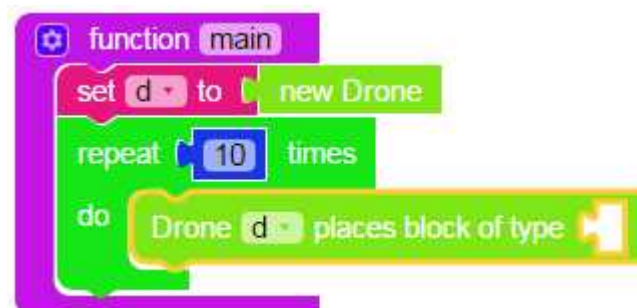 function main
set d to new Drone
repeat 10 times
do Drone d places block of type